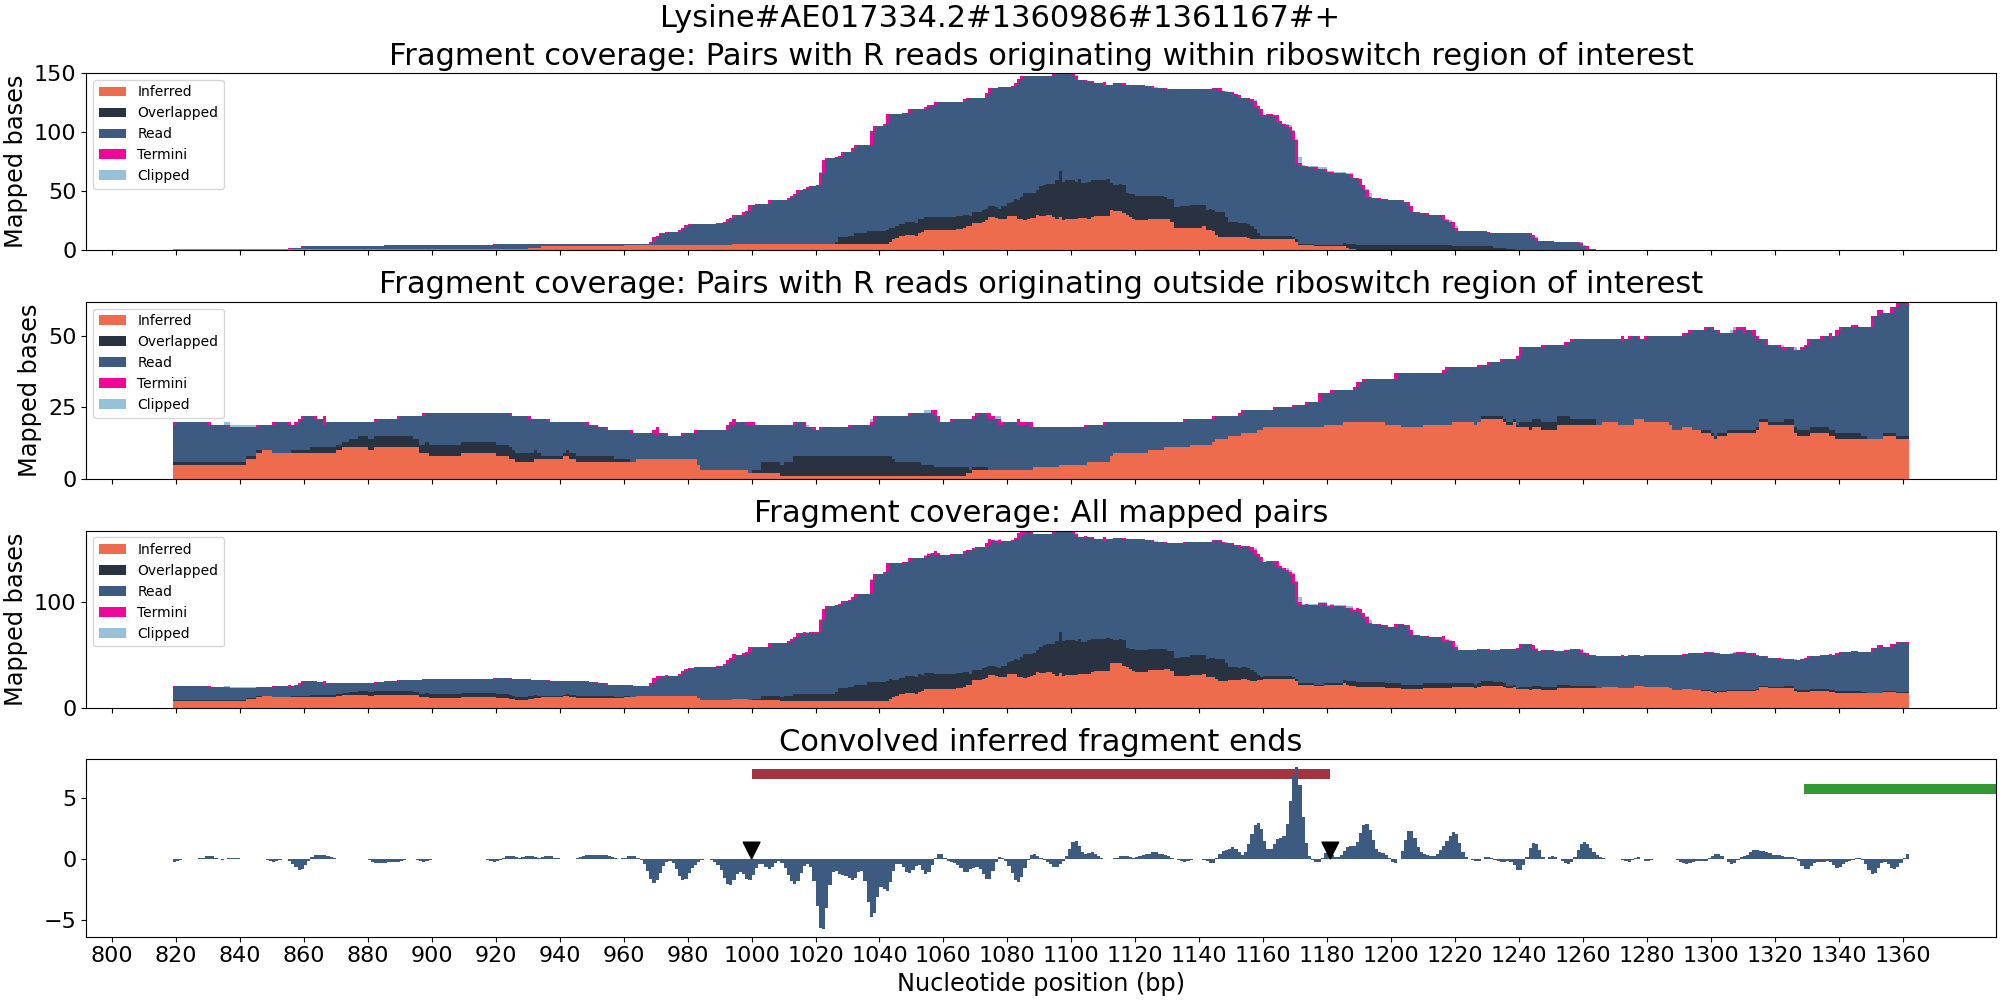 Lysine#AE017334.2#1360986#1361167#+
Fragment coverage: Pairs with R reads originating within riboswitch region of interest
Mapped bases
150
100
50
0
Inferred
Overlapped
Read
Termini
Clipped
Fragment coverage: Pairs with R reads originating outside riboswitch region of interest
Mapped bases
50
25
0
Inferred
Overlapped
Read
Termini
Clipped
Fragment coverage: All mapped pairs
Mapped bases
100
0
Inferred
Overlapped
Read
Termini
Clipped
Convolved inferred fragment ends
5
0
−5
800 820 840 860 880 900 920 940 960 980 1000 1020 1040 1060 1080 1100 1120 1140 1160 1180 1200 1220 1240 1260 1280 1300 1320 1340 1360
Nucleotide position (bp)